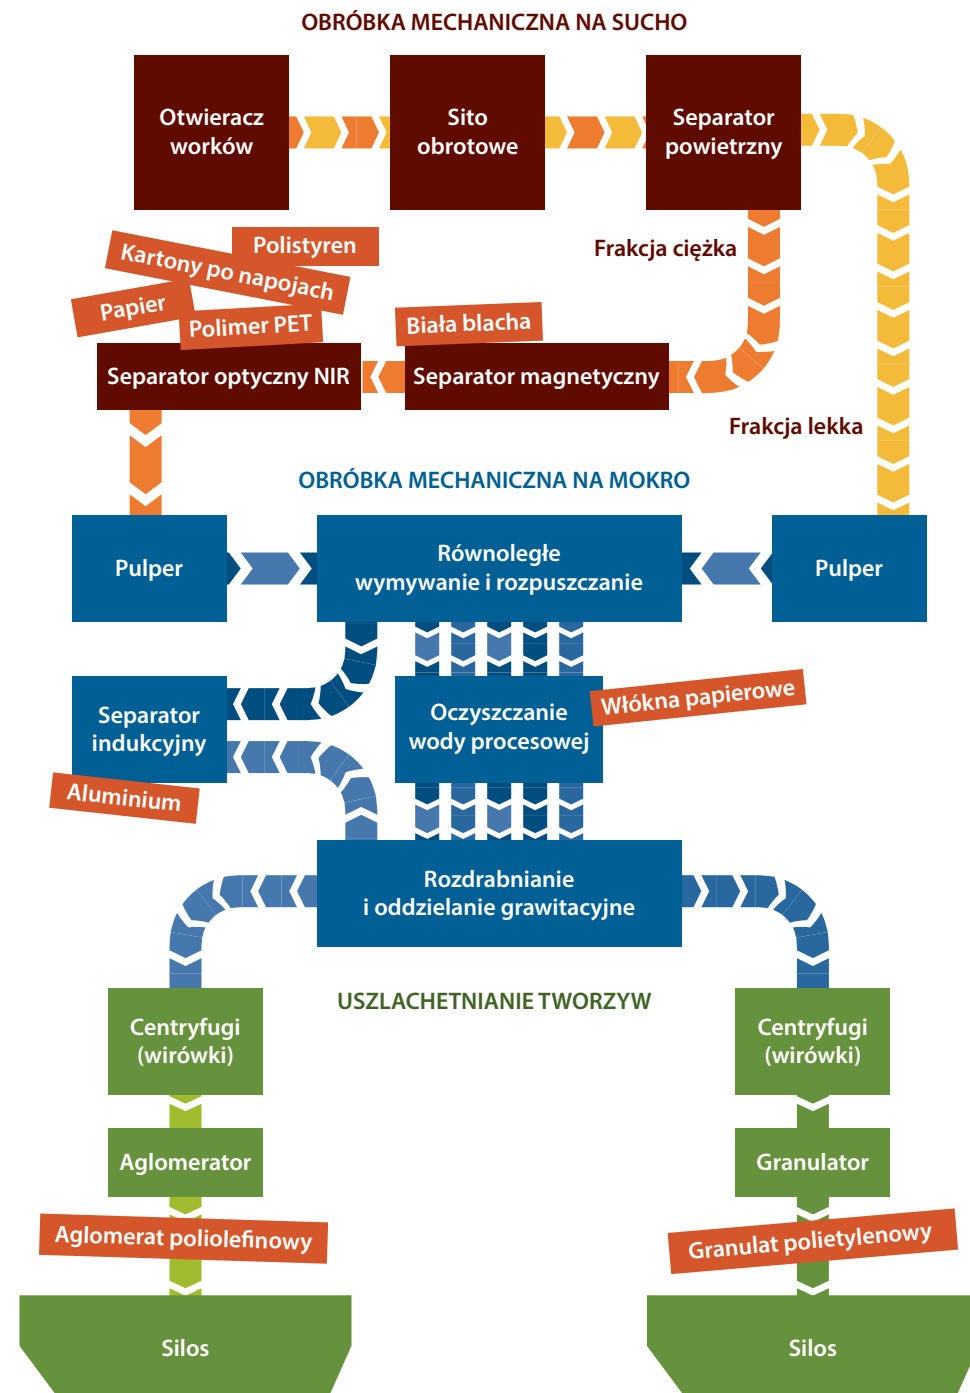 OBRÓBKA MECHANICZNA NA SUCHO
Otwieracz
worków
Sito
obrotowe
Separator
powietrzny
Polistyren
Kartony po napojach
Papier
Polimer PET
Biała blacha
Frakcja ciężka
Separator optyczny NIR
Separator magnetyczny
Frakcja lekka
OBRÓBKA MECHANICZNA NA MOKRO
Pulper
Równoległe
wymywanie i rozpuszczanie
Pulper
Separator
indukcyjny
Aluminium
Oczyszczanie
wody procesowej
Włókna papierowe
Rozdrabnianie
i oddzielanie grawitacyjne
USZLACHETNIANIE TWORZYW
Centryfugi
(wirówki)
Centryfugi
(wirówki)
Aglomerator
Granulator
Aglomerat poliolefinowy
Granulat polietylenowy
Silos
Silos